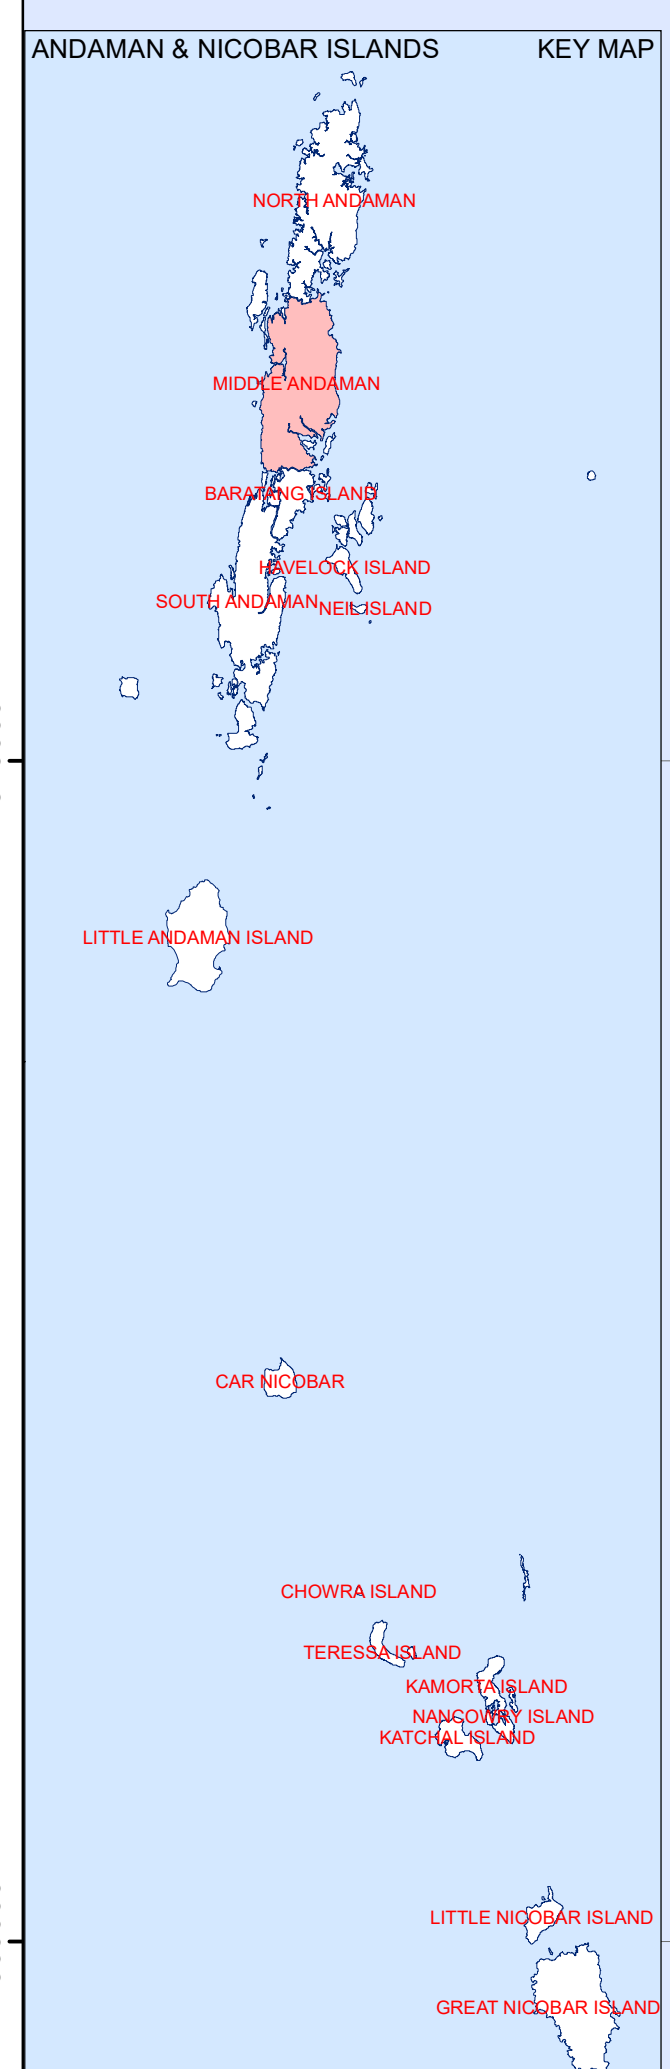 ANDAMAN & NICOBAR ISLANDS KEY MAP
NORTH ANDAMAN
MIDDLE ANDAMAN
BARATANG ISLAND
HAVELOCK ISLAND
SOUTH ANDAMAN
NEIL ISLAND
LITTLE ANDAMAN ISLAND
CAR NICOBAR
CHOWRA ISLAND
TERESSA ISLAND
KAMORTA ISLAND
NANCOWRY ISLAND
KATCHAL ISLAND
LITTLE NICOBAR ISLAND
GREAT NICOBAR ISLAND